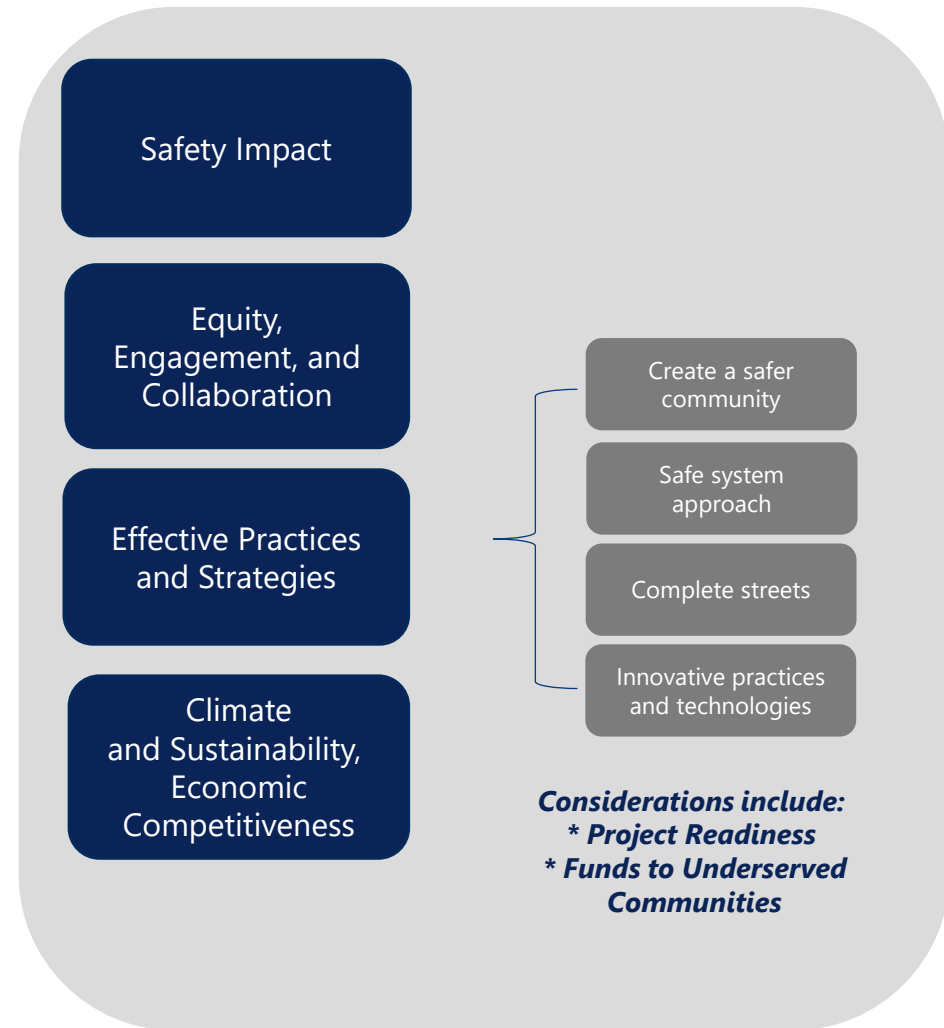 Safety Impact
Equity,
Engagement, and
Collaboration
Effective Practices
and Strategies
Climate
and Sustainability,
Economic
Competitiveness
Create a safer
community
Safe system
approach
Complete streets
Innovative practices
and technologies
Considerations include:
* Project Readiness
* Funds to Underserved
Communities